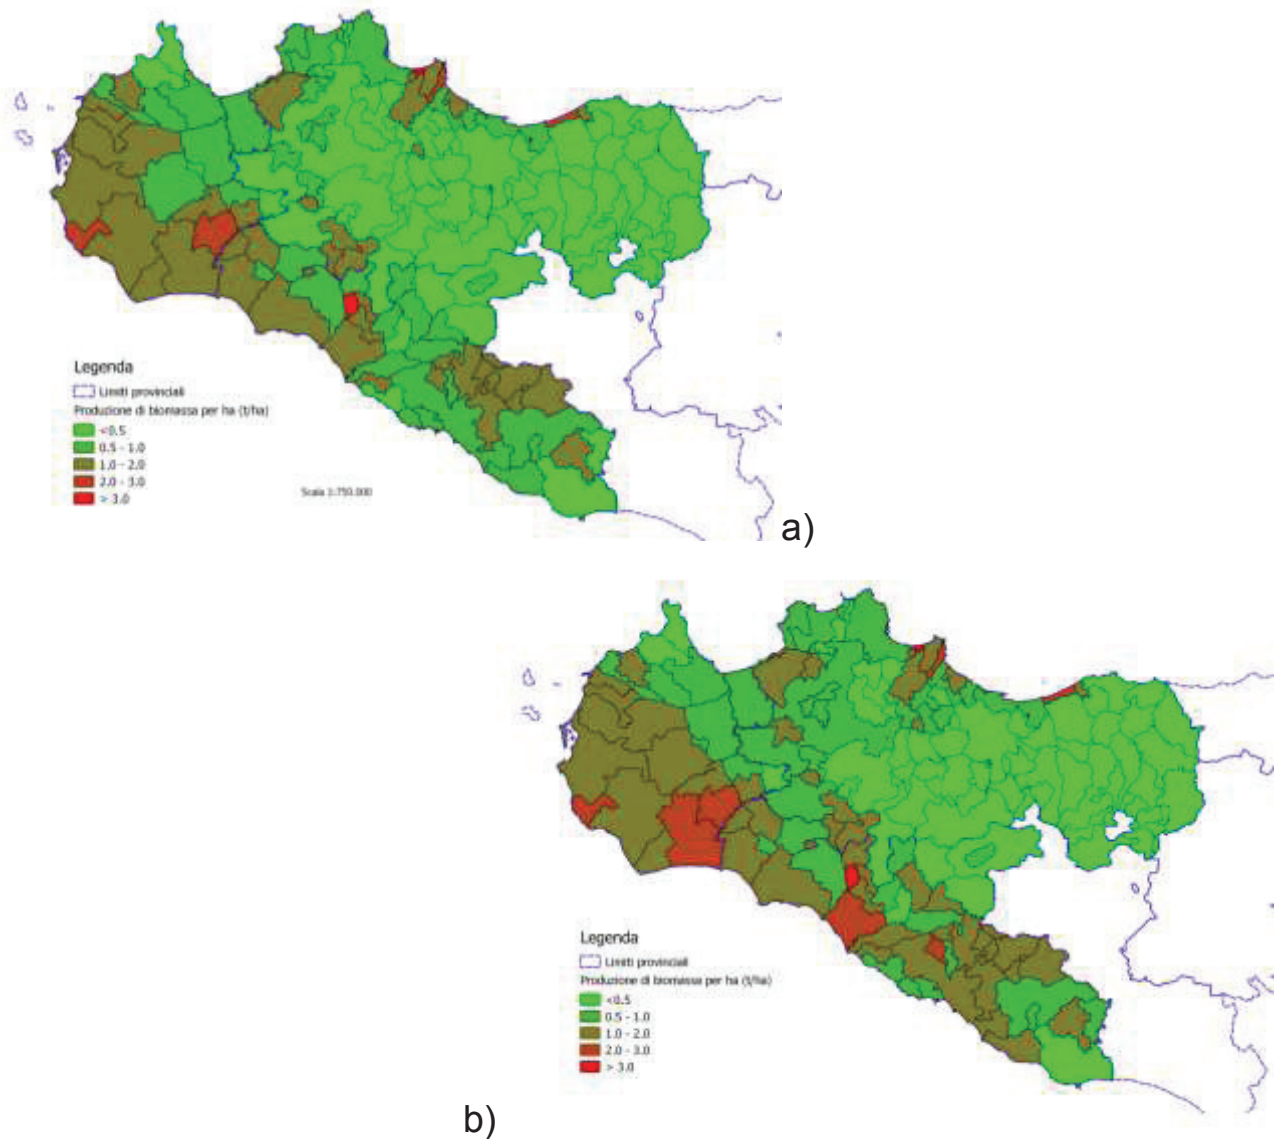 Legenda
Limiti provinciali
Produzione di biomassa per ha (t/ha)
<0.5
0.5 - 1.0
1.0 - 2.0
2.0 - 3.0
> 3.0
Scala 1:750.000
a)
Legenda
Limiti provinciali
Produzione di biomassa per ha (t/ha)
<0.5
0.5 - 1.0
1.0 - 2.0
2.0 - 3.0
> 3.0
b)